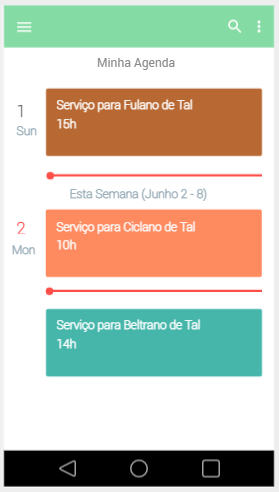 Minha Agenda
1
Sun
Serviço para Fulano de Tal
15h
Esta Semana (Junho 2 - 8)
2
Mon
Serviço para Ciclano de Tal
10h
Serviço para Beltrano de Tal
14h